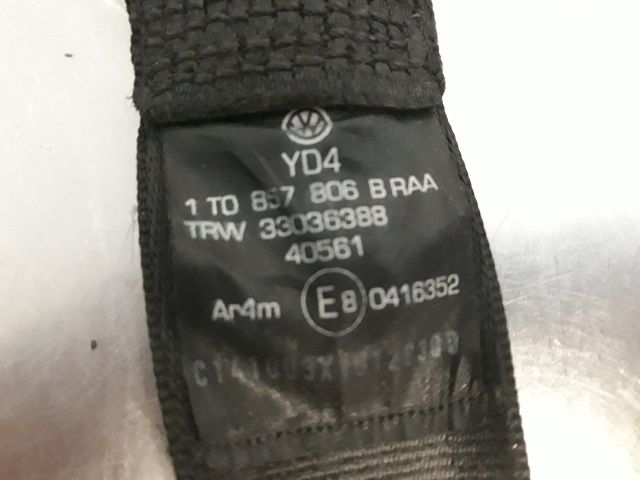 YD4
1 T0 857 806 B RAA
TRW 33036388
40561
Ar4m E8 0416352